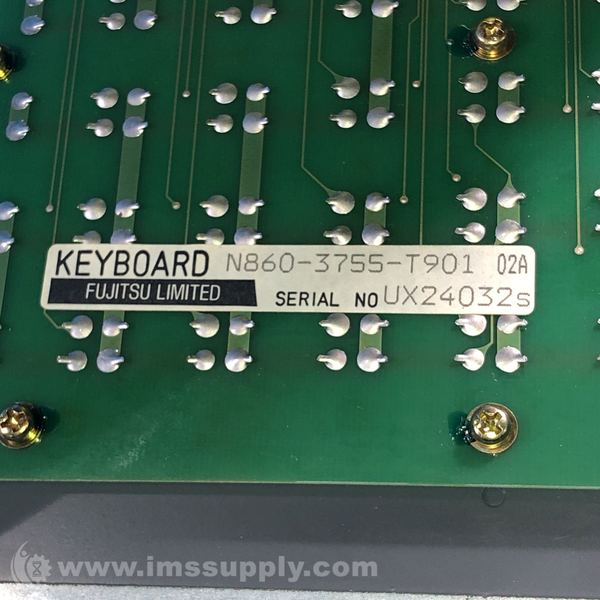 KEYBOARD N860-3755-T901 02A
FUJITSU LIMITED SERIAL NO UX24032s
www.imssupply.com